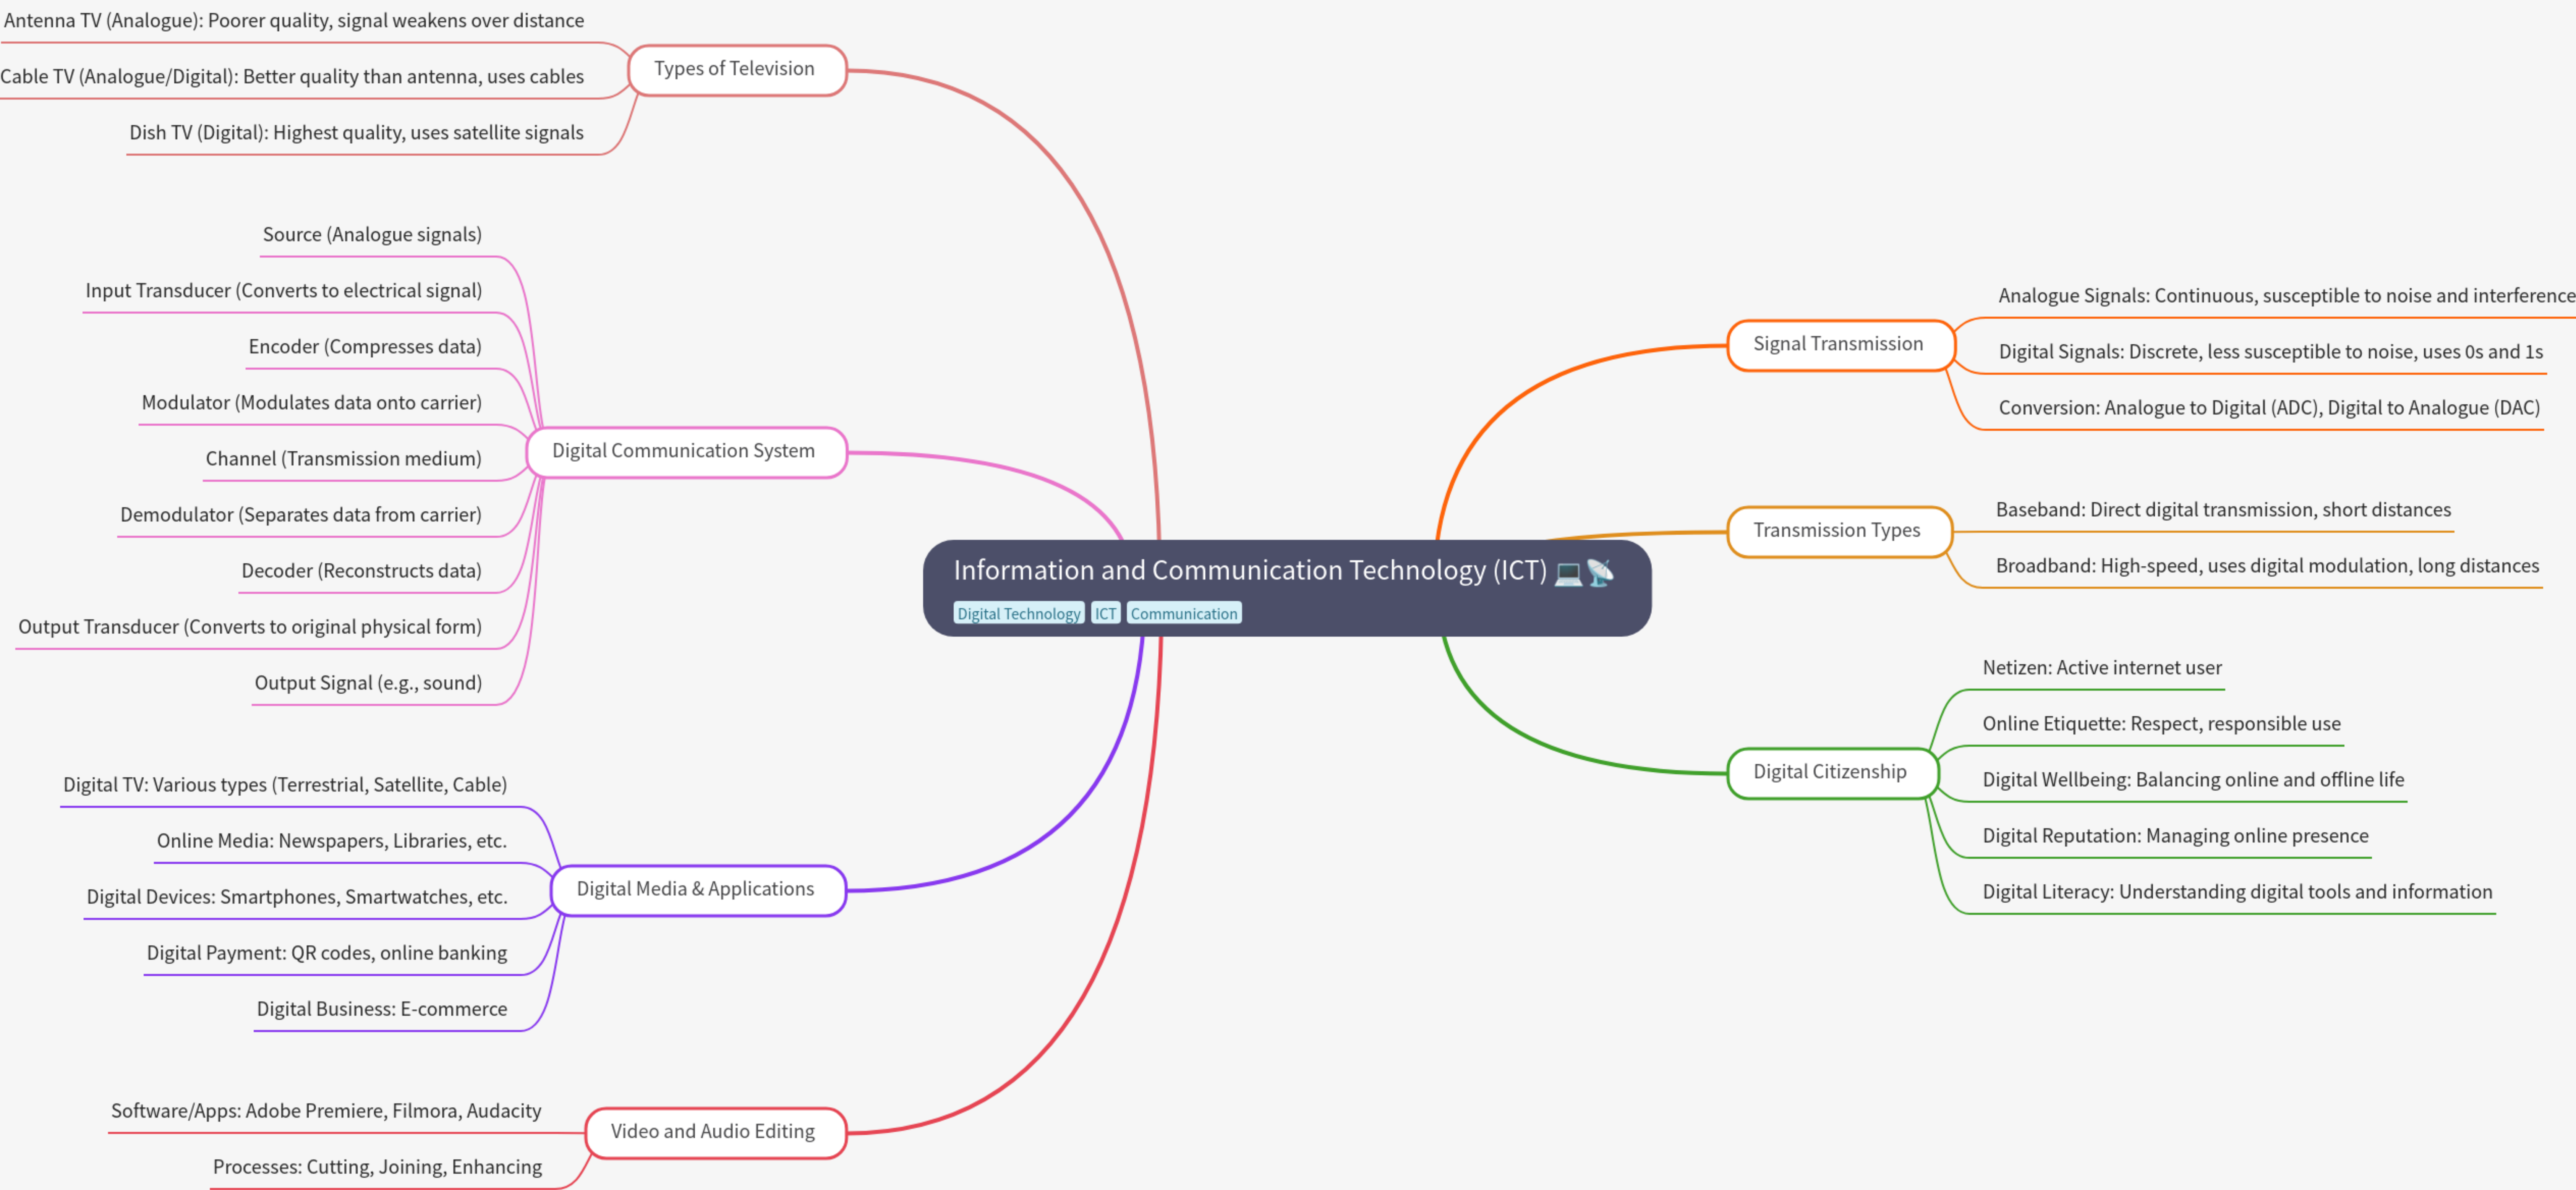 Information and Communication Technology (ICT) 💻📡
Digital Technology ICT Communication
Types of Television
Antenna TV (Analogue): Poorer quality, signal weakens over distance
Cable TV (Analogue/Digital): Better quality than antenna, uses cables
Dish TV (Digital): Highest quality, uses satellite signals
Digital Communication System
Source (Analogue signals)
Input Transducer (Converts to electrical signal)
Encoder (Compresses data)
Modulator (Modulates data onto carrier)
Channel (Transmission medium)
Demodulator (Separates data from carrier)
Decoder (Reconstructs data)
Output Transducer (Converts to original physical form)
Output Signal (e.g., sound)
Digital Media & Applications
Digital TV: Various types (Terrestrial, Satellite, Cable)
Online Media: Newspapers, Libraries, etc.
Digital Devices: Smartphones, Smartwatches, etc.
Digital Payment: QR codes, online banking
Digital Business: E-commerce
Video and Audio Editing
Software/Apps: Adobe Premiere, Filmora, Audacity
Processes: Cutting, Joining, Enhancing
Signal Transmission
Analogue Signals: Continuous, susceptible to noise and interference
Digital Signals: Discrete, less susceptible to noise, uses 0s and 1s
Conversion: Analogue to Digital (ADC), Digital to Analogue (DAC)
Transmission Types
Baseband: Direct digital transmission, short distances
Broadband: High-speed, uses digital modulation, long distances
Digital Citizenship
Netizen: Active internet user
Online Etiquette: Respect, responsible use
Digital Wellbeing: Balancing online and offline life
Digital Reputation: Managing online presence
Digital Literacy: Understanding digital tools and information